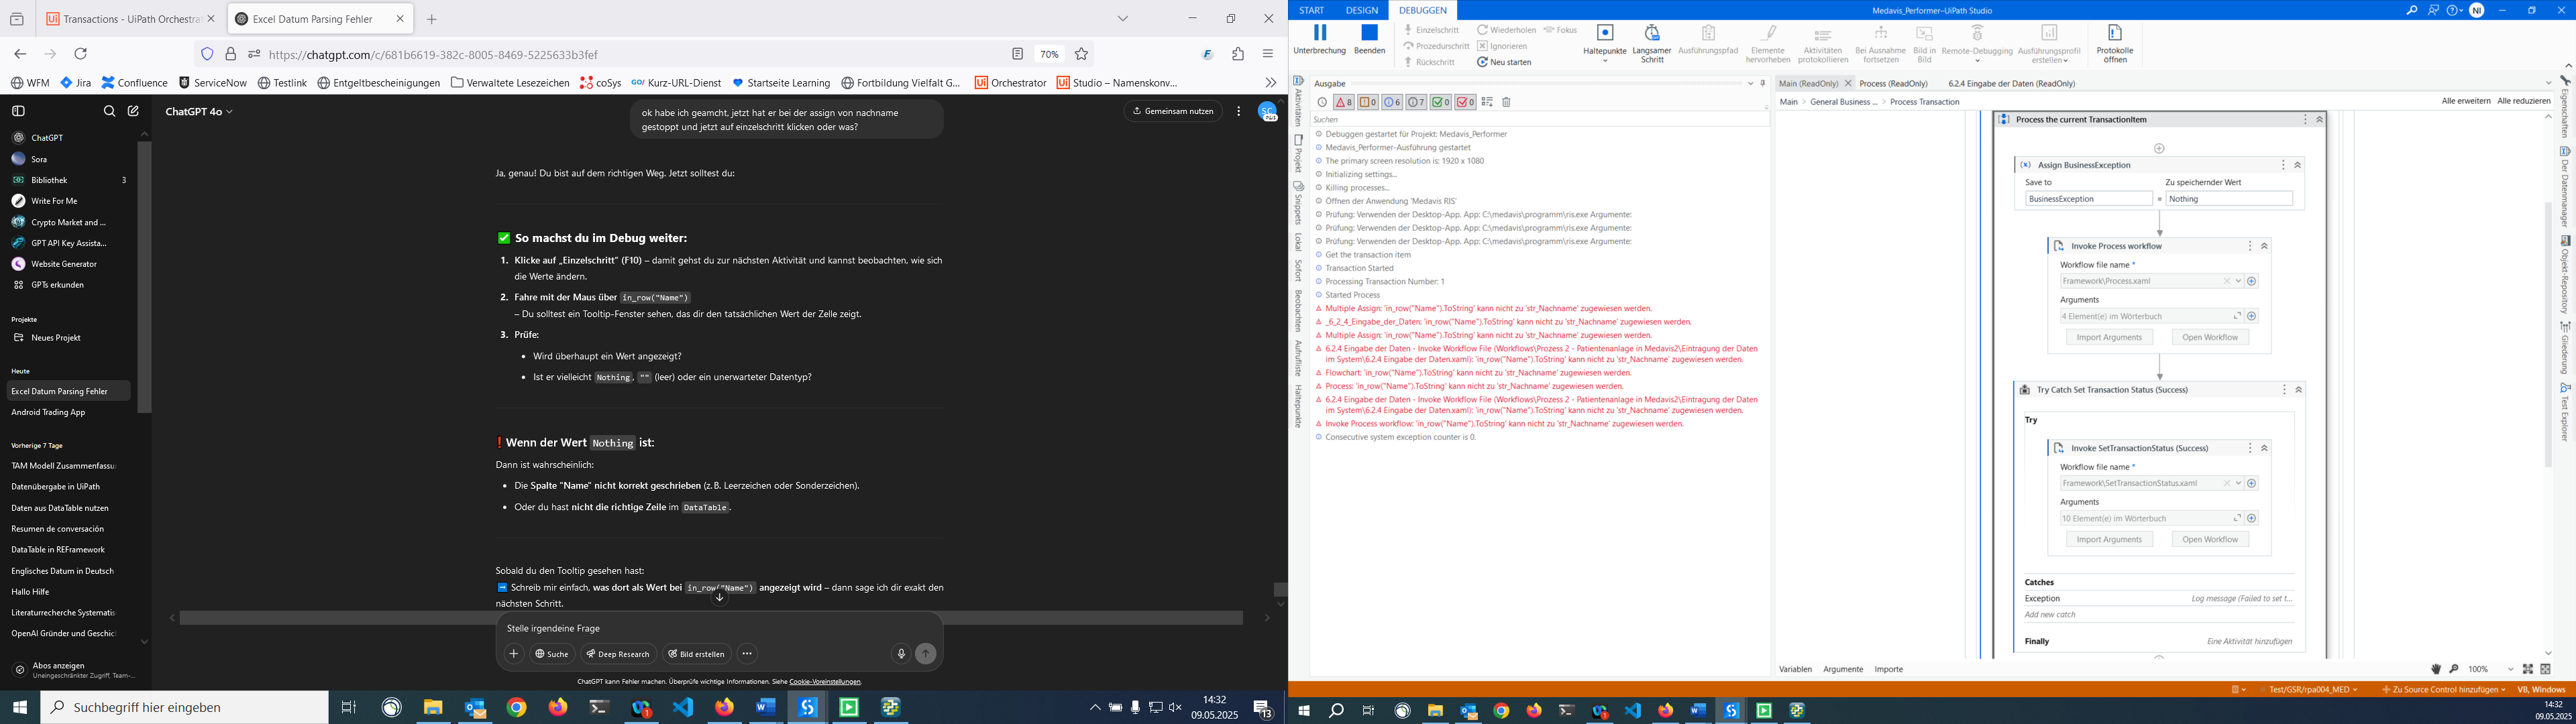 Transactions - UiPath Orchestra
Excel Datum Parsing Fehler
https://chatgpt.com/c/681b6619-382c-8005-8469-5225633b3fef
70%
WFM
Jira
Confluence
ServiceNow
Testlink
Entgeltbescheinigungen
Verwaltete Lesezeichen
coSys
GO/ Kurz-URL-Dienst
Startseite Learning
Fortbildung Vielfalt G...
Orchestrator
Studio – Namenskonv...
ChatGPT
Sora
Bibliothek 3
Write For Me
Crypto Market and ...
GPT API Key Assista...
Website Generator
GPTs erkunden
Projekte
Neues Projekt
Heute
Excel Datum Parsing Fehler
Android Trading App
Vorherige 7 Tage
TAM Modell Zusammenfassu
Datenübergabe in UiPath
Daten aus DataTable nutzen
Resumen de conversación
DataTable in REFramework
Englisches Datum in Deutsch
Hallo Hilfe
Literaturrecherche Systematis
OpenAI Gründer und Geschic
Abos anzeigen
Uneingeschränkter Zugriff, Team-...
ChatGPT 4o
Gemeinsam nutzen
ok habe ich geamcht, jetzt hat er bei der assign von nachname
gestoppt und jetzt auf einzelschritt klicken oder was?
Ja, genau! Du bist auf dem richtigen Weg. Jetzt solltest du:
So machst du im Debug weiter:
1. Klicke auf „Einzelschritt" (F10) – damit gehst du zur nächsten Aktivität und kannst beobachten, wie sich
die Werte ändern.
2. Fahre mit der Maus über in_row("Name")
– Du solltest ein Tooltip-Fenster sehen, das dir den tatsächlichen Wert der Zelle zeigt.
3. Prüfe:
• Wird überhaupt ein Wert angezeigt?
• Ist er vielleicht Nothing, "" (leer) oder ein unerwarteter Datentyp?
Wenn der Wert Nothing ist:
Dann ist wahrscheinlich:
• Die Spalte "Name" nicht korrekt geschrieben (z. B. Leerzeichen oder Sonderzeichen).
• Oder du hast nicht die richtige Zeile im DataTable.
Sobald du den Tooltip gesehen hast:
Schreib mir einfach, was dort als Wert bei in_row("Name") angezeigt wird – dann sage ich dir exakt den
nächsten Schritt.
Stelle irgendeine Frage
Suche
Deep Research
Bild erstellen
ChatGPT kann Fehler machen. Überprüfe wichtige Informationen. Siehe Cookie-Voreinstellungen.
Suchbegriff hier eingeben
14:32
09.05.2025
13
START DESIGN DEBUGGEN
Medavis_Performer–UiPath Studio
NI
Unterbrechung
Beenden
Einzelschritt
Prozedurschritt
Rückschritt
Wiederholen
Ignorieren
Neu starten
Fokus
Haltepunkte
Langsamer
Schritt
Ausführungspfad
Elemente
hervorheben
Aktivitäten
protokollieren
Bei Ausnahme
fortsetzen
Bild in
Bild
Remote-Debugging
Ausführungsprofil
erstellen
Protokolle
öffnen
Aktivitäten
Projekt
Snippets
Lokal
Sofort
Beobachten
Aufrufliste
Haltepunkte
Ausgabe
8 0 6 7 0 0
Suchen
Debuggen gestartet für Projekt: Medavis_Performer
Medavis_Performer-Ausführung gestartet
The primary screen resolution is: 1920 x 1080
Initializing settings...
Killing processes...
Öffnen der Anwendung 'Medavis RIS'
Prüfung: Verwenden der Desktop-App. App: C:\medavis\programm\ris.exe Argumente:
Prüfung: Verwenden der Desktop-App. App: C:\medavis\programm\ris.exe Argumente:
Prüfung: Verwenden der Desktop-App. App: C:\medavis\programm\ris.exe Argumente:
Get the transaction item
Transaction Started
Processing Transaction Number: 1
Started Process
Multiple Assign: 'in_row("Name").ToString' kann nicht zu 'str_Nachname' zugewiesen werden.
_6_2_4_Eingabe_der_Daten: 'in_row("Name").ToString' kann nicht zu 'str_Nachname' zugewiesen werden.
Multiple Assign: 'in_row("Name").ToString' kann nicht zu 'str_Nachname' zugewiesen werden.
6.2.4 Eingabe der Daten - Invoke Workflow File (Workflows\Prozess 2 - Patientenanlage in Medavis2\Eintragung der Daten
im System\6.2.4 Eingabe der Daten.xaml): 'in_row("Name").ToString' kann nicht zu 'str_Nachname' zugewiesen werden.
Flowchart: 'in_row("Name").ToString' kann nicht zu 'str_Nachname' zugewiesen werden.
Process: 'in_row("Name").ToString' kann nicht zu 'str_Nachname' zugewiesen werden.
6.2.4 Eingabe der Daten - Invoke Workflow File (Workflows\Prozess 2 - Patientenanlage in Medavis2\Eintragung der Daten
im System\6.2.4 Eingabe der Daten.xaml): 'in_row("Name").ToString' kann nicht zu 'str_Nachname' zugewiesen werden.
Invoke Process workflow: 'in_row("Name").ToString' kann nicht zu 'str_Nachname' zugewiesen werden.
Consecutive system exception counter is 0.
Main (ReadOnly)
Process (ReadOnly)
6.2.4 Eingabe der Daten (ReadOnly)
Main > General Business ... > Process Transaction
Alle erweitern Alle reduzieren
Process the current TransactionItem
Assign BusinessException
Save to
Zu speichernder Wert
BusinessException = Nothing
Invoke Process workflow
Workflow file name *
Framework\Process.xaml
Arguments
4 Element(e) im Wörterbuch
Import Arguments
Open Workflow
Try Catch Set Transaction Status (Success)
Try
Invoke SetTransactionStatus (Success)
Workflow file name *
Framework\SetTransactionStatus.xaml
Arguments
10 Element(e) im Wörterbuch
Import Arguments
Open Workflow
Catches
Exception
Log message (Failed to set t...
Add new catch
Finally
Eine Aktivität hinzufügen
Eigenschaften
Der Datenmanager
Objekt-Repository
Gliederung
Test Explorer
Variablen Argumente Importe
100%
Test/GSR/rpa004_MED
Zu Source Control hinzufügen
VB, Windows
14:32
09.05.2025